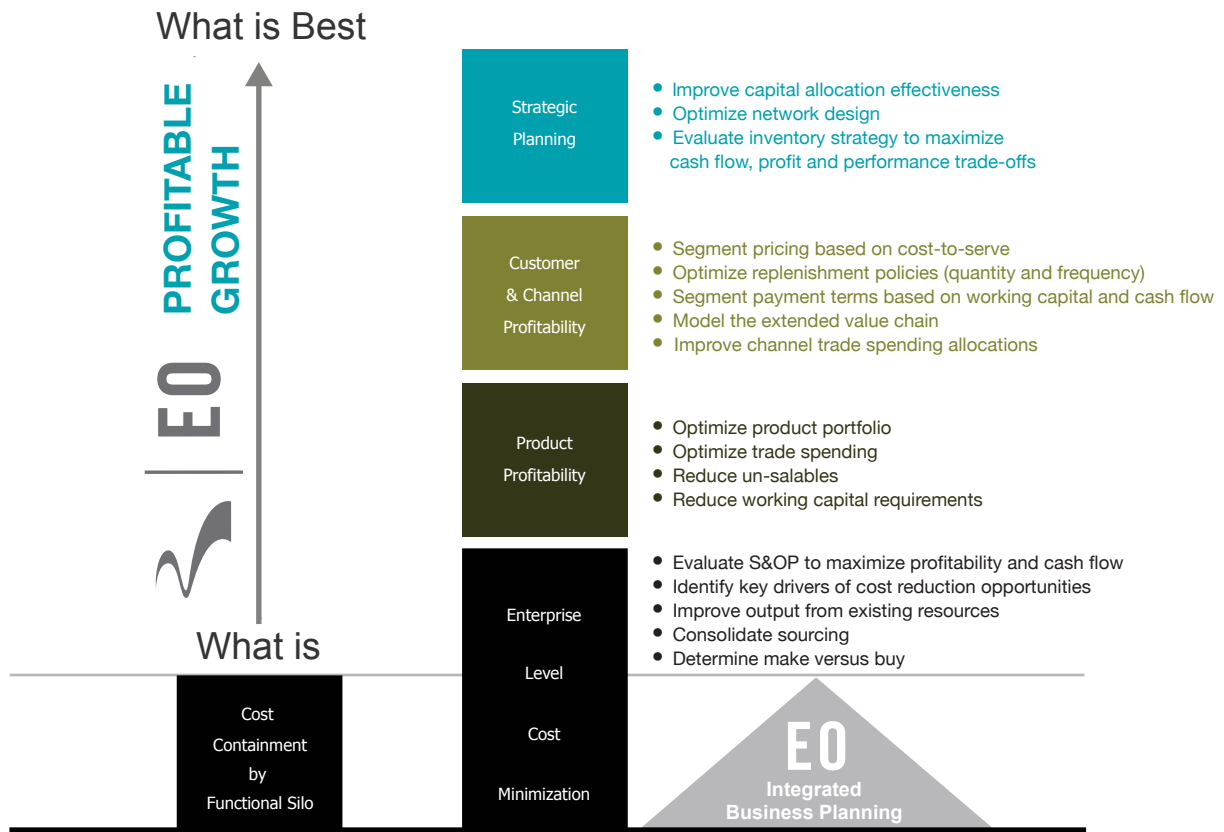 What is Best
PROFITABLE
GROWTH
EO
What is
Strategic
Planning
• Improve capital allocation effectiveness
• Optimize network design
• Evaluate inventory strategy to maximize
cash flow, profit and performance trade-offs
Customer
& Channel
Profitability
• Segment pricing based on cost-to-serve
• Optimize replenishment policies (quantity and frequency)
• Segment payment terms based on working capital and cash flow
• Model the extended value chain
• Improve channel trade spending allocations
Product
Profitability
• Optimize product portfolio
• Optimize trade spending
• Reduce un-salables
• Reduce working capital requirements
Enterprise
Level
Cost
Minimization
• Evaluate S&OP to maximize profitability and cash flow
• Identify key drivers of cost reduction opportunities
• Improve output from existing resources
• Consolidate sourcing
• Determine make versus buy
Cost
Containment
by
Functional Silo
EO
Integrated
Business Planning